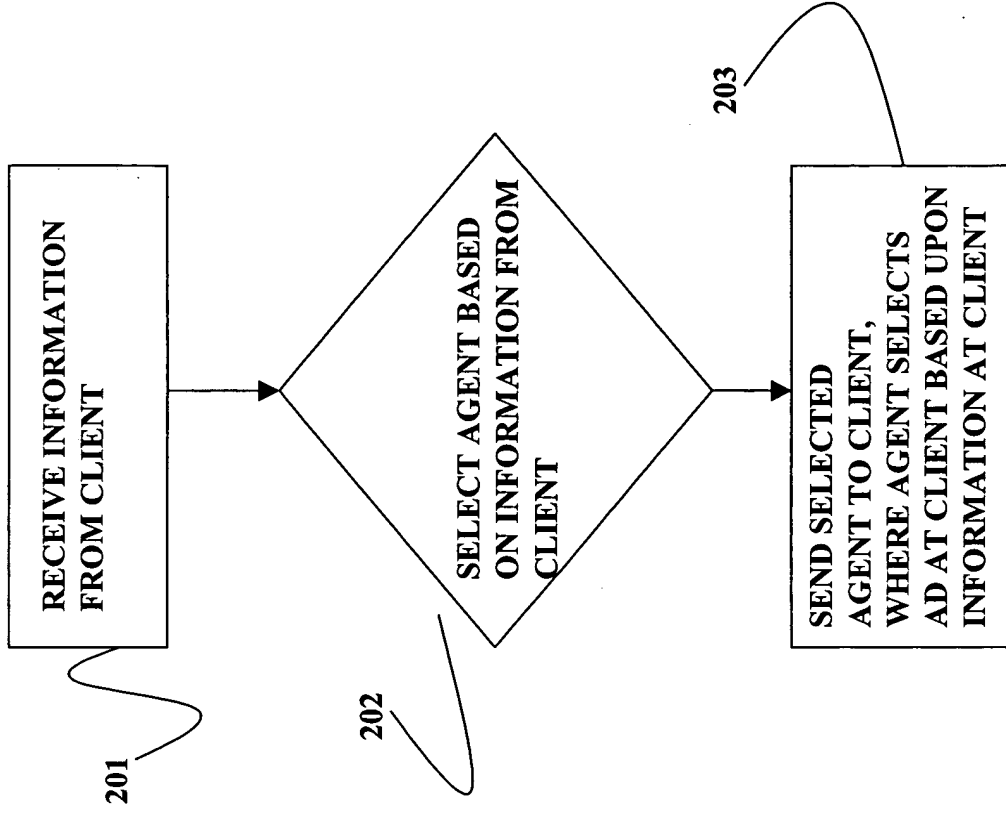 201
RECEIVE INFORMATION
FROM CLIENT
202
SELECT AGENT BASED
ON INFORMATION FROM
CLIENT
203
SEND SELECTED
AGENT TO CLIENT,
WHERE AGENT SELECTS
AD AT CLIENT BASED UPON
INFORMATION AT CLIENT